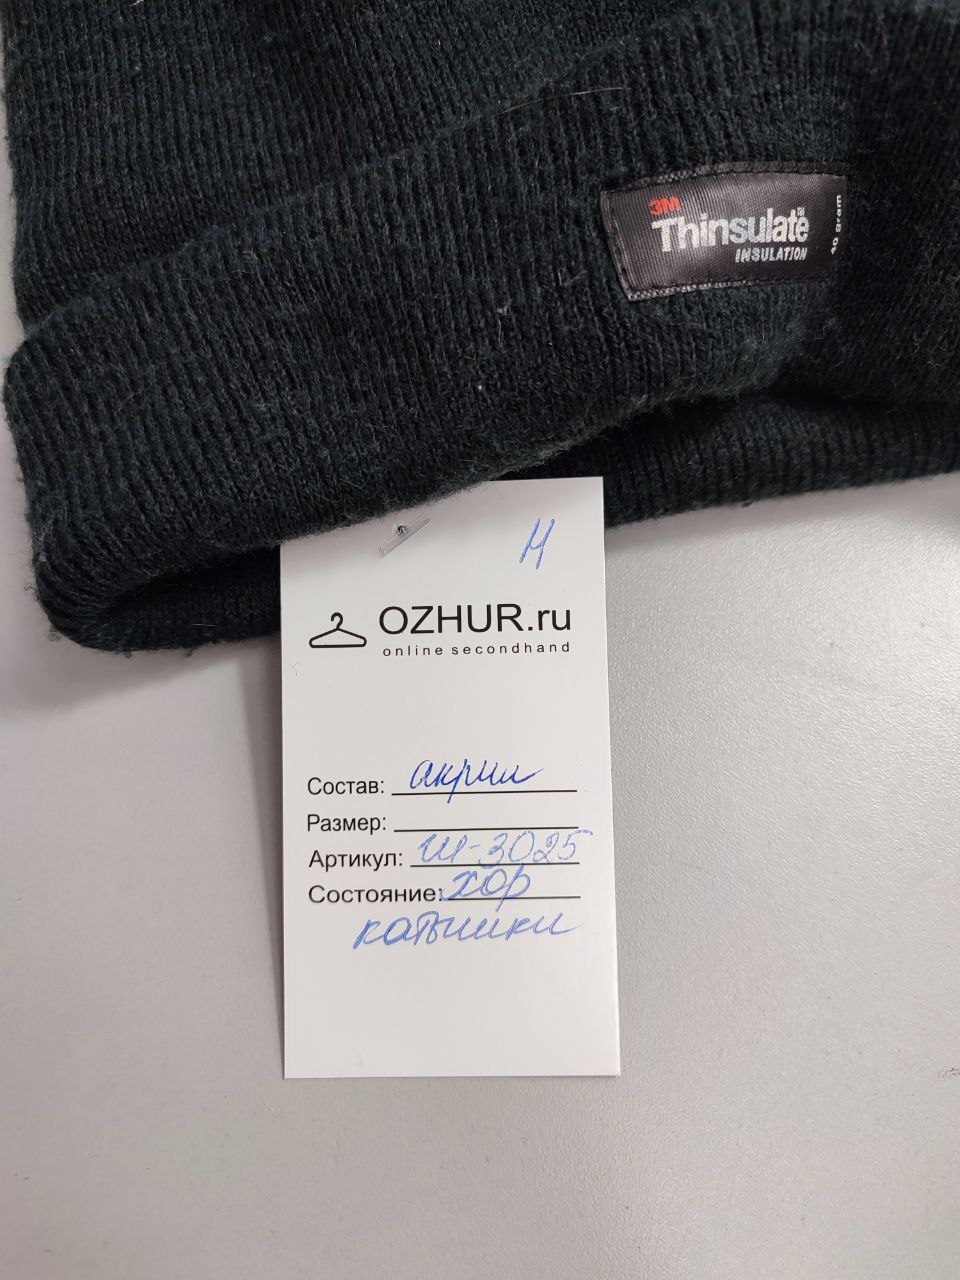 3M
Thinsulate
INSULATION
40 gram
И
OZHUR.ru
online secondhand
Состав: акрил
Размер:
Артикул: Ш-3025
Состояние: хор
катышки